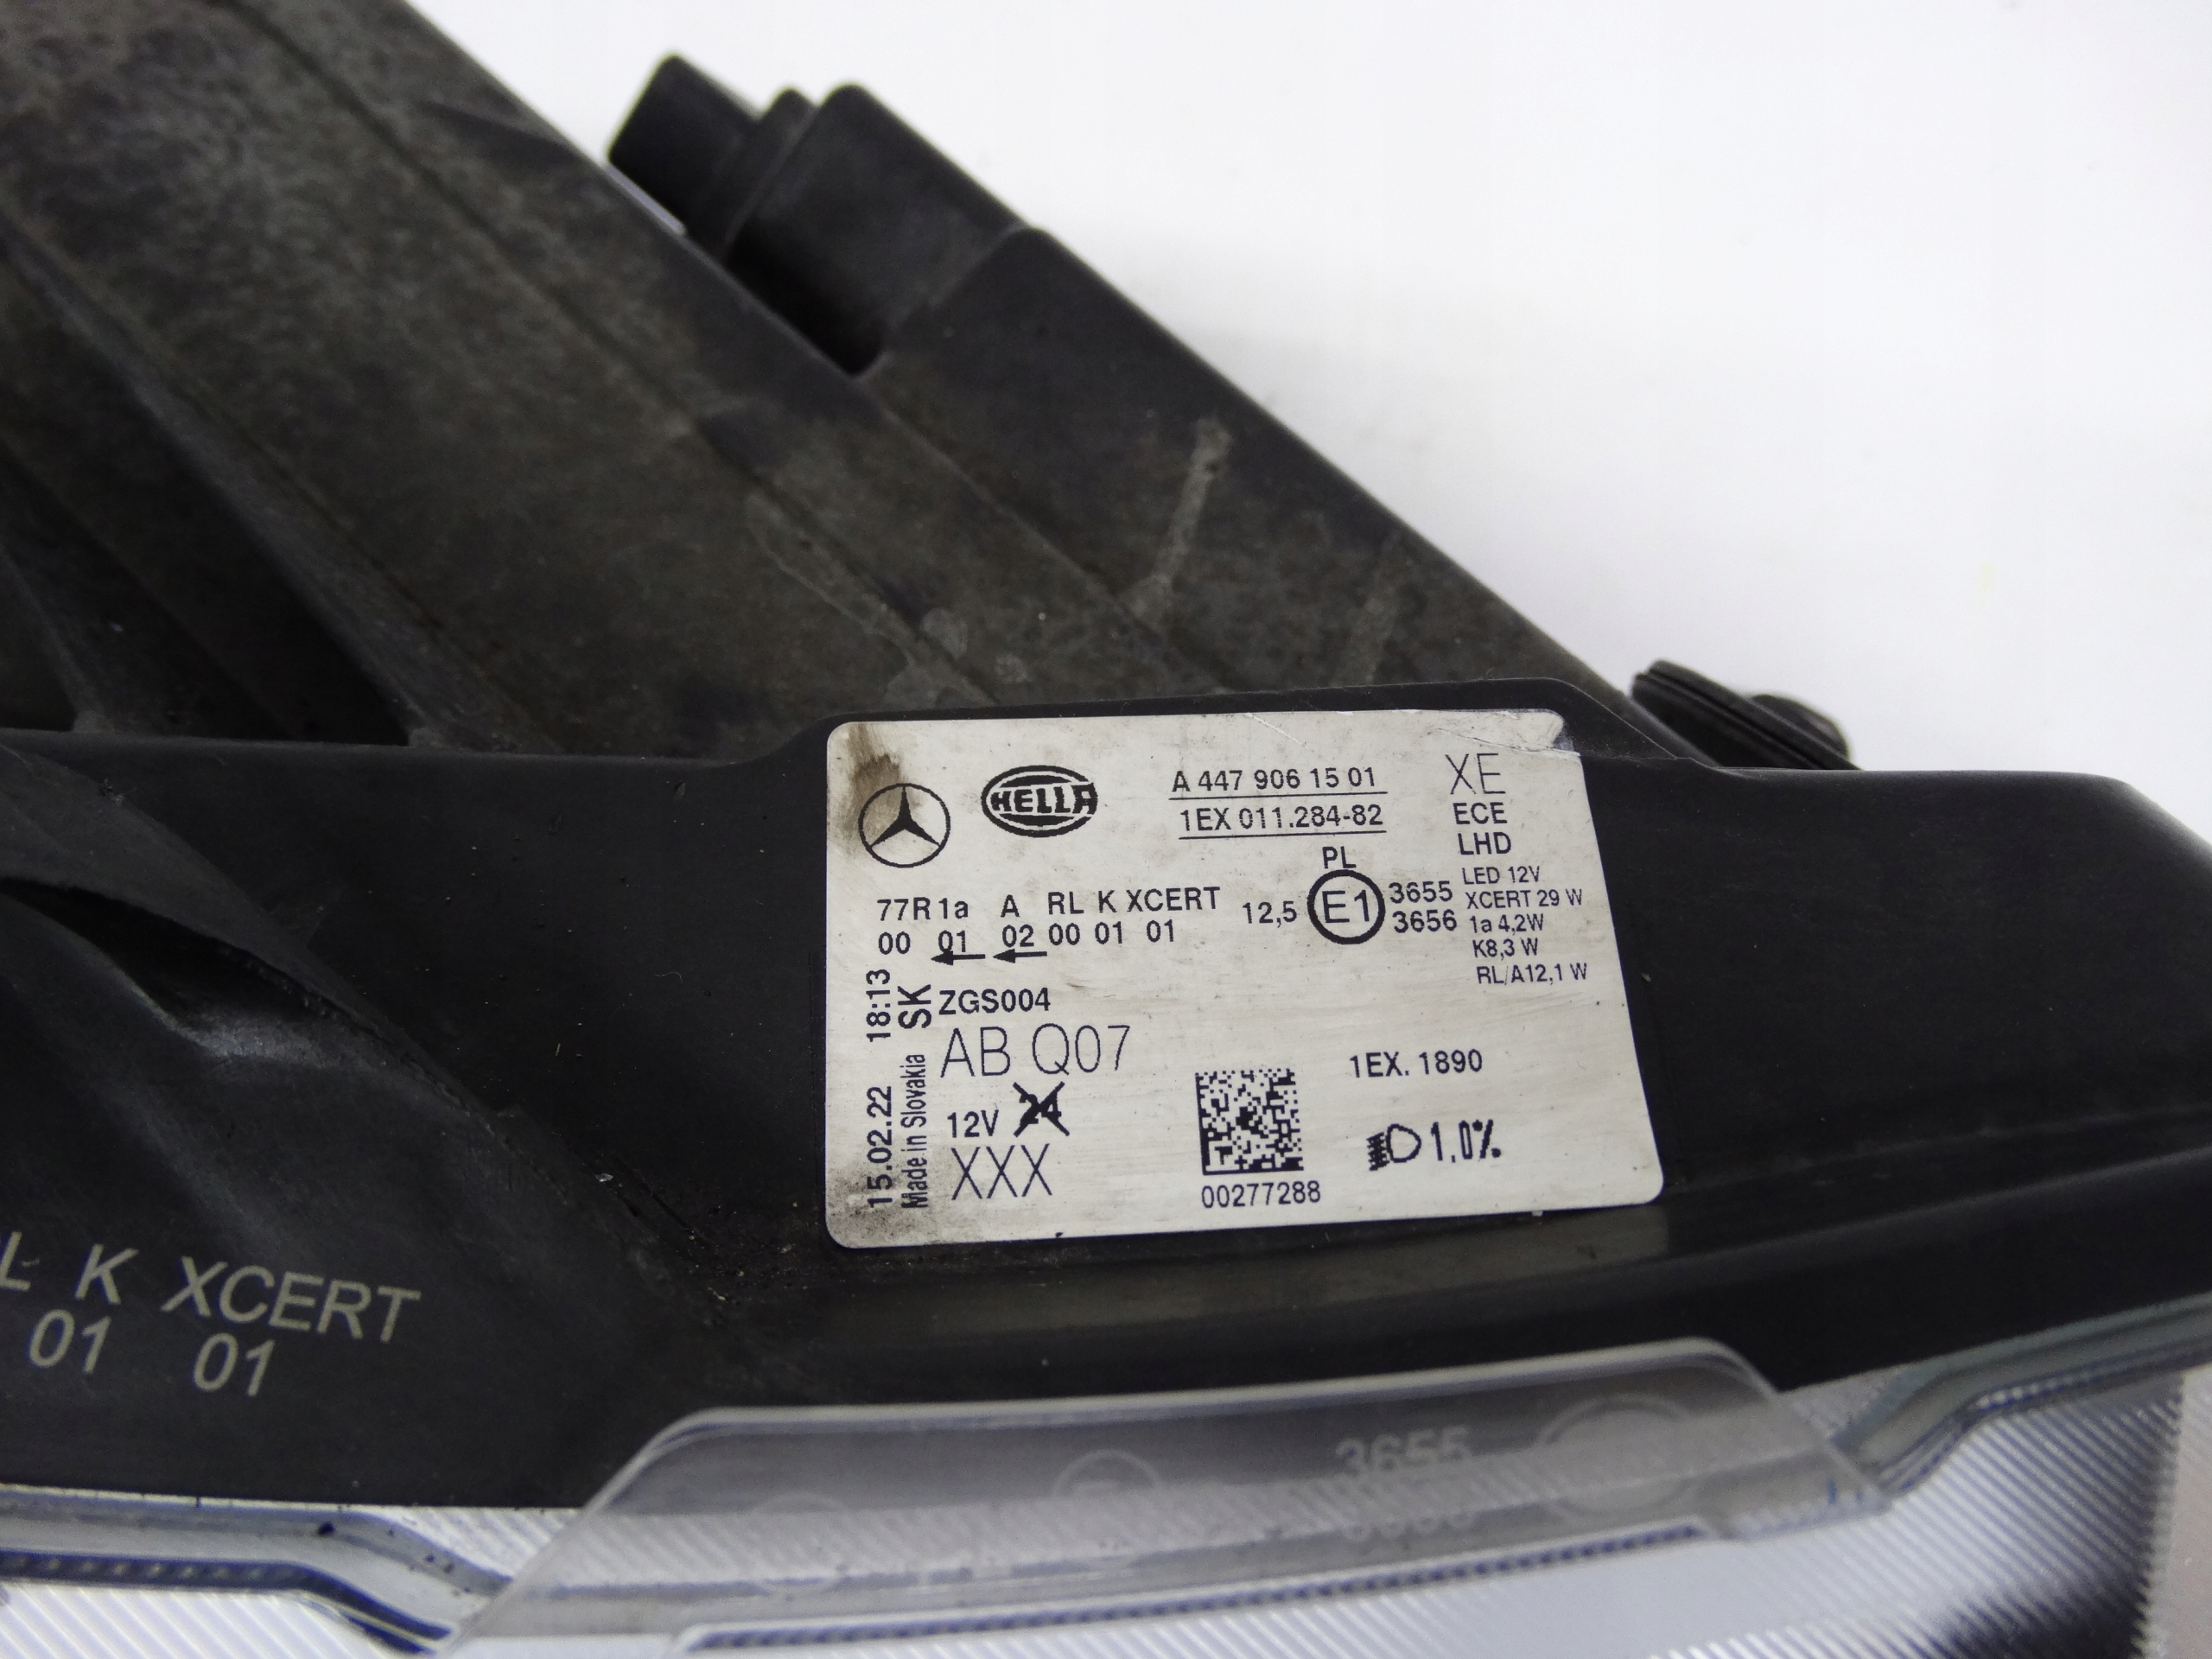 HELLA
A 447 906 15 01
1EX 011.284-82
XE
ECE
LHD
LED 12V
XCERT 29 W
1a 4,2W
K8,3 W
RL/A12,1 W
PL
12,5 E1 3655
3656
77R 1a A RL K XCERT
00 01 02 00 01 01
15.02.22 18:13
Made in Slovakia SK
ZGS004
AB Q07
12V 24
XXX
00277288
1EX. 1890
1,0%
L K XCERT
01 01
3655